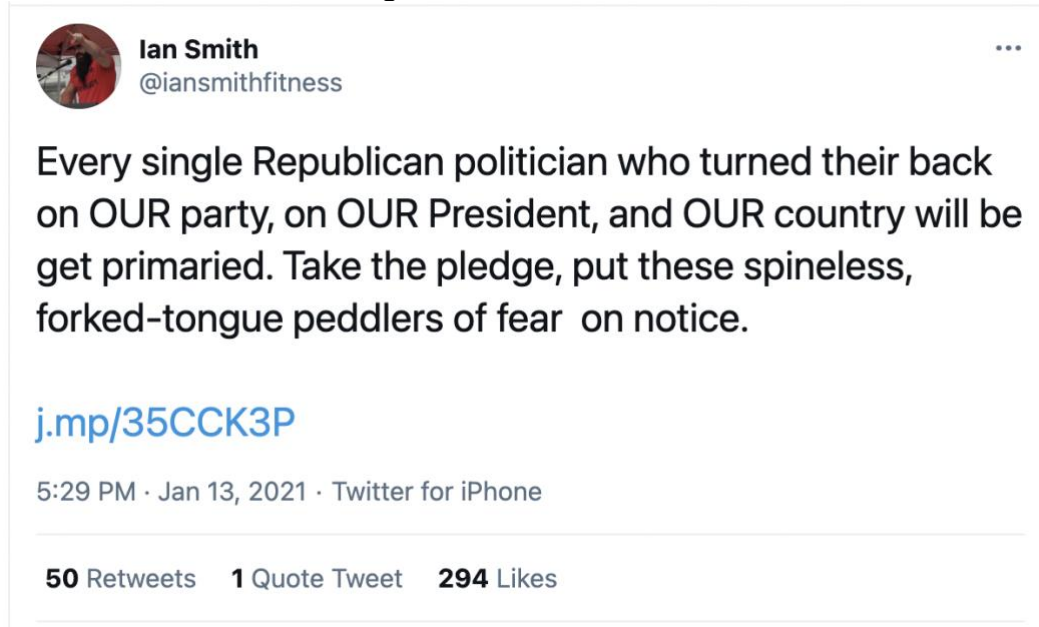 Ian Smith
@iansmithfitness
Every single Republican politician who turned their back
on OUR party, on OUR President, and OUR country will be
get primaried. Take the pledge, put these spineless,
forked-tongue peddlers of fear  on notice.
j.mp/35CCK3P
5:29 PM · Jan 13, 2021 · Twitter for iPhone
50 Retweets 1 Quote Tweet 294 Likes